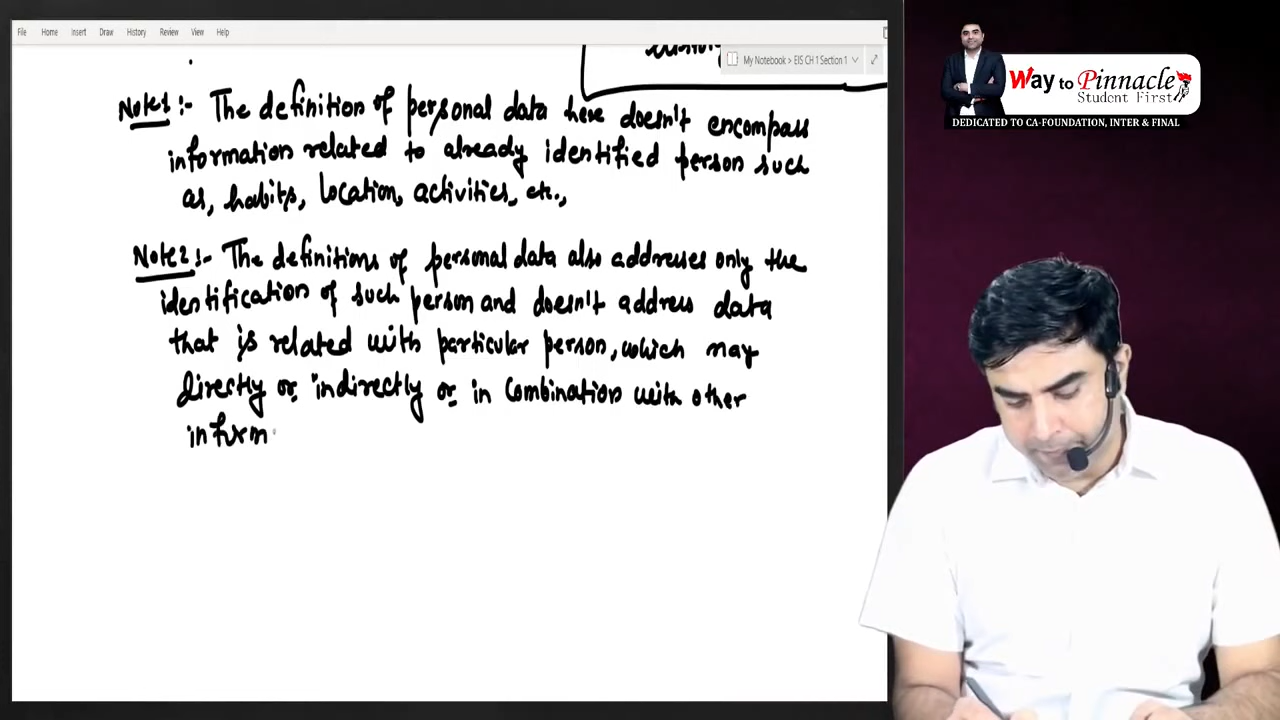 File Home Insert Draw History Review View Help
My Notebook > EIS CH 1 Section 1
Way to Pinnacle
Student First
DEDICATED TO CA-FOUNDATION, INTER & FINAL
Note1 :- The definition of personal data here doesn't encompass
information related to already identified person such
as, habits, location, activities, etc.,
Note2 :- The definitions of personal data also addresses only the
identification of such person and doesn't address data
that is related with particular person, which may
directly or indirectly or in combination with other
inform